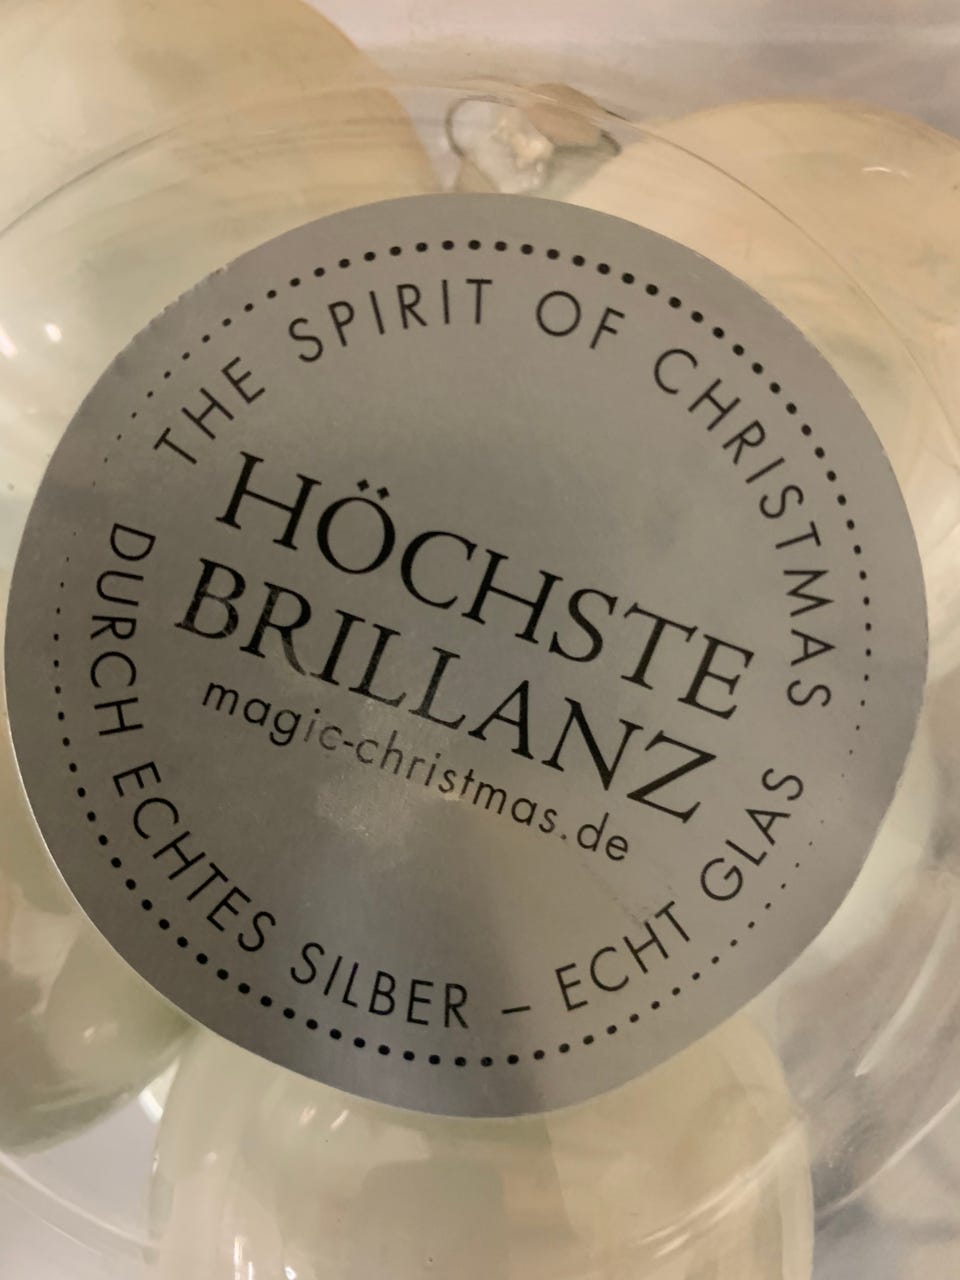 THE SPIRIT OF CHRISTMAS
HÖCHSTE
BRILLANZ
magic-christmas.de
DURCH ECHTES SILBER – ECHT GLAS